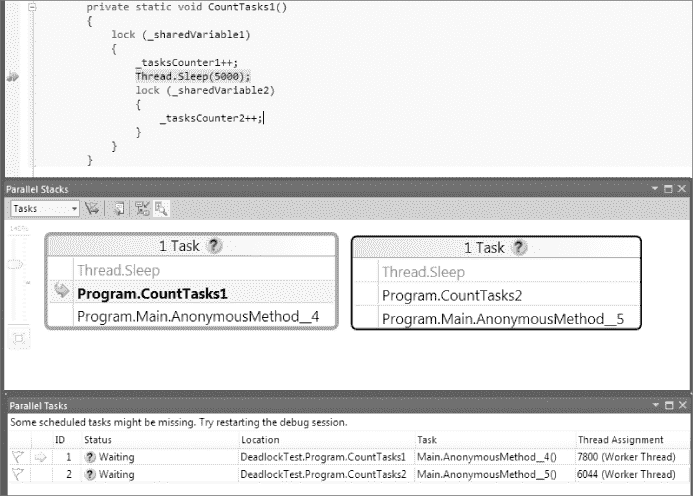 private static void CountTasks1()
{
lock (_sharedVariable1)
{
_tasksCounter1++;
Thread.Sleep(5000);
lock (_sharedVariable2)
{
_tasksCounter2++;
}
}
}
Parallel Stacks
Tasks
1 Task ?
Thread.Sleep
Program.CountTasks1
Program.Main.AnonymousMethod__4
1 Task ?
Thread.Sleep
Program.CountTasks2
Program.Main.AnonymousMethod__5
Parallel Tasks
Some scheduled tasks might be missing. Try restarting the debug session.
ID Status Location Task Thread Assignment
1 ? Waiting DeadlockTest.Program.CountTasks1 Main.AnonymousMethod__4() 7800 (Worker Thread)
2 ? Waiting DeadlockTest.Program.CountTasks2 Main.AnonymousMethod__5() 6044 (Worker Thread)